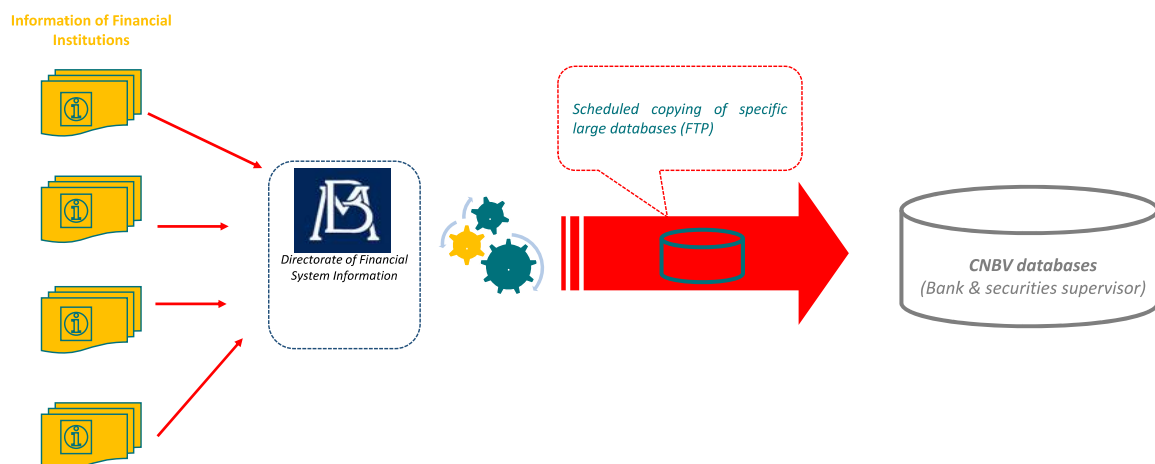 Information of Financial
Institutions
Scheduled copying of specific
large databases (FTP)
Directorate of Financial
System Information
CNBV databases
(Bank & securities supervisor)